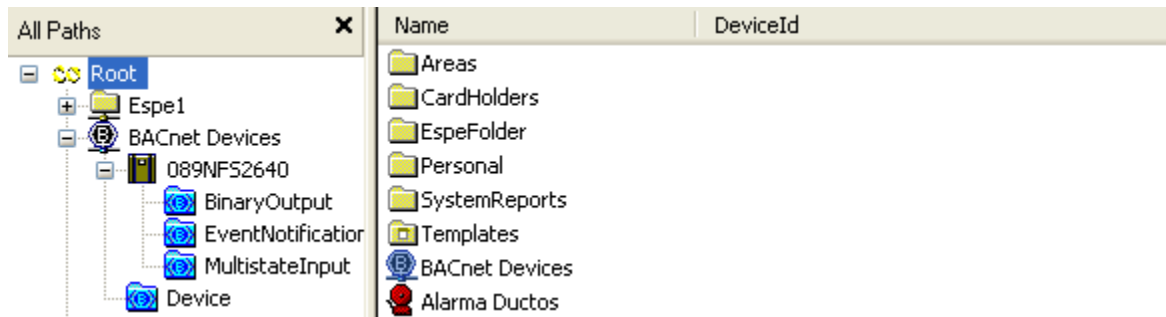 All Paths
Root
Espe1
BACnet Devices
089NFS2640
BinaryOutput
EventNotification
MultistateInput
Device
Name DeviceId
Areas
CardHolders
EspeFolder
Personal
SystemReports
Templates
BACnet Devices
Alarma Ductos